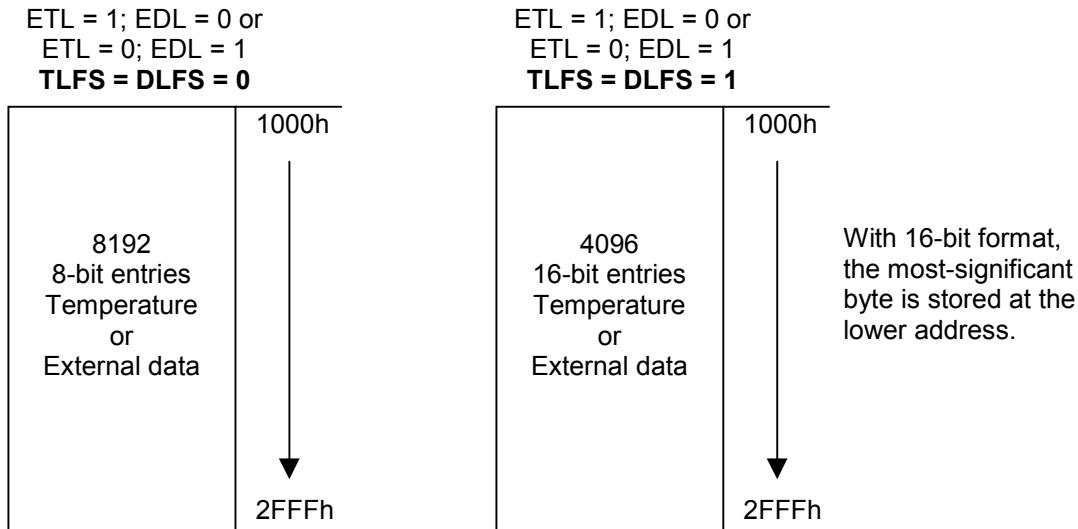 ETL = 1; EDL = 0 or
ETL = 0; EDL = 1
TLFS = DLFS = 0
1000h
8192
8-bit entries
Temperature
or
External data
2FFFh
ETL = 1; EDL = 0 or
ETL = 0; EDL = 1
TLFS = DLFS = 1
1000h
4096
16-bit entries
Temperature
or
External data
2FFFh
With 16-bit format,
the most-significant
byte is stored at the
lower address.